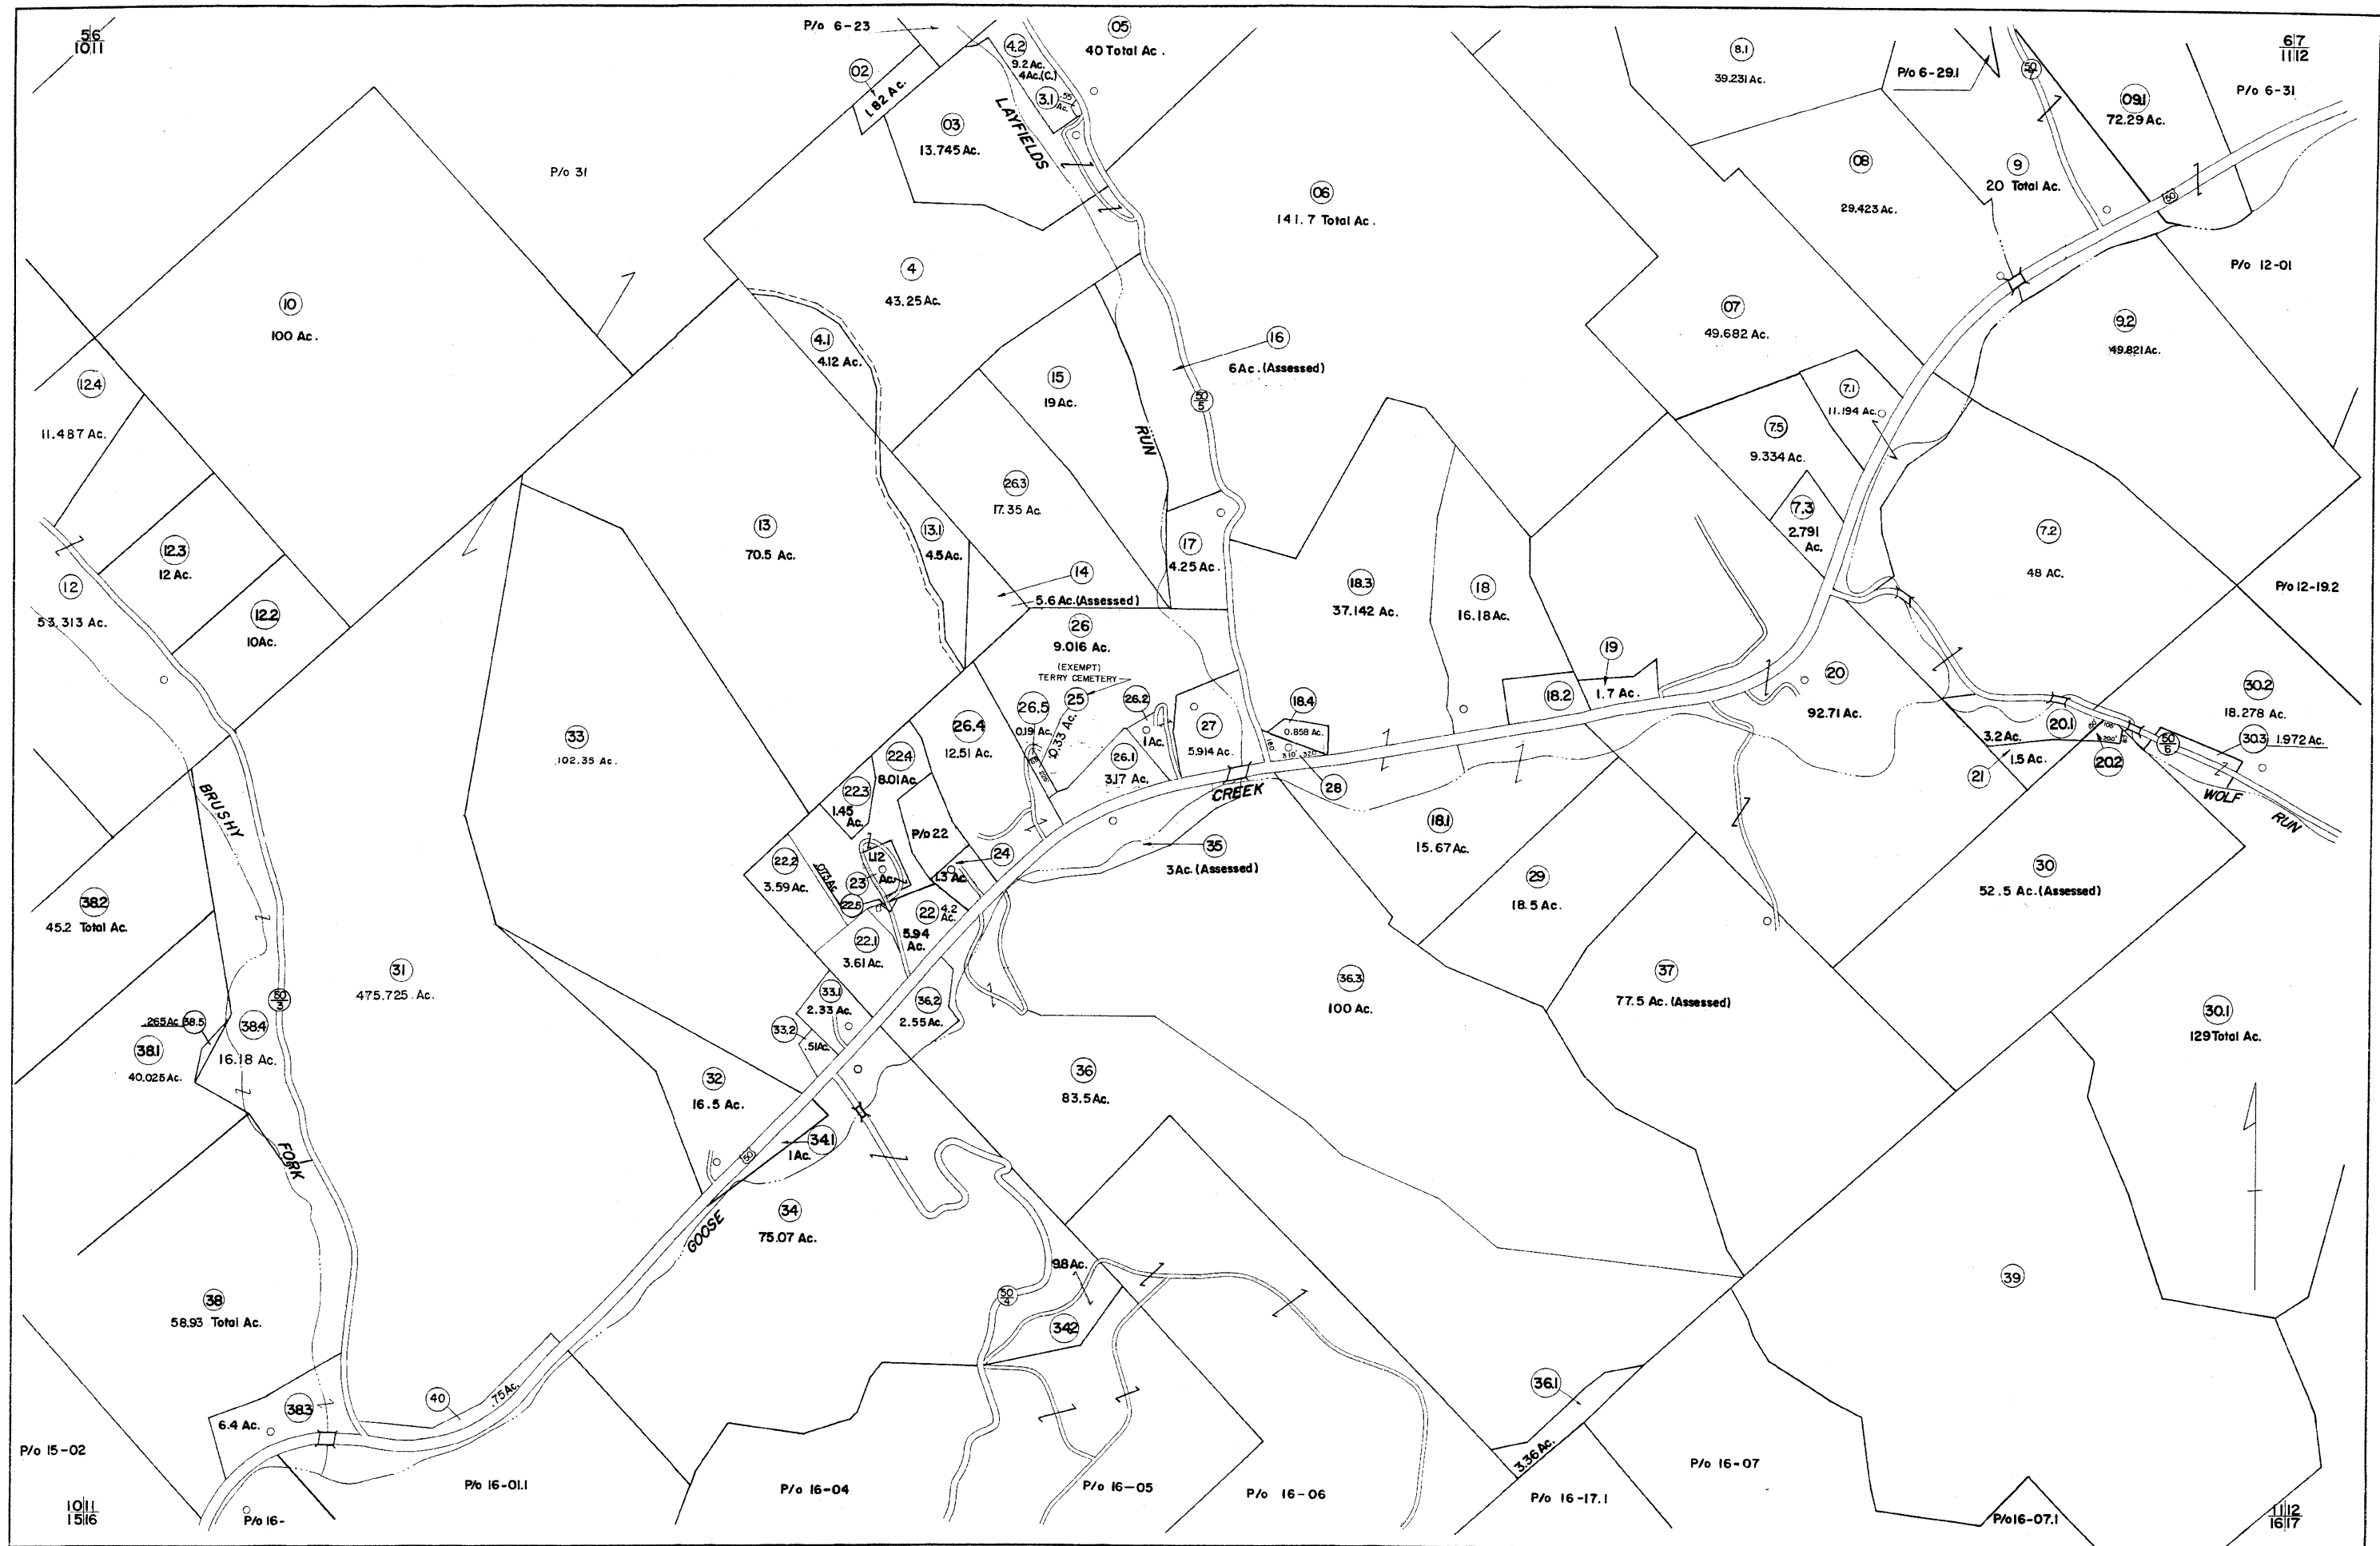 5|6
10|11
P/o 6-23
05
40 Total Ac.
4.2
9.2 Ac.
4Ac.(C.)
02
1.82 Ac.
3.1
.55
Ac.
03
13.745 Ac.
LAYFIELDS
RUN
8.1
39.231 Ac.
P/o 6-29.1
09.1
72.29 Ac.
6|7
11|12
P/o 6-31
P/o 31
06
141.7 Total Ac.
08
29.423 Ac.
9
20 Total Ac.
50
P/o 12-01
10
100 Ac.
4
43.25 Ac.
4.1
4.12 Ac.
16
6 Ac. (Assessed)
07
49.682 Ac.
9.2
49.821 Ac.
12.4
11.487 Ac.
15
19 Ac.
50
5
7.1
11.194 Ac.
7.5
9.334 Ac.
7.3
2.791
Ac.
7.2
48 AC.
26.3
17.35 Ac.
13
70.5 Ac.
13.1
4.5 Ac.
14
5.6 Ac.(Assessed)
17
4.25 Ac.
18.3
37.142 Ac.
18
16.18 Ac.
P/o 12-19.2
12.3
12 Ac.
12
53.313 Ac.
12.2
10 Ac.
26
9.016 Ac.
(EXEMPT)
TERRY CEMETERY
26.5
0.19 Ac.
25
0.33 Ac.
26.2
1 Ac.
26.1
3.17 Ac.
27
5.914 Ac.
18.4
0.858 Ac.
180'
310'
320'
28
18.2
19
1.7 Ac.
20
92.71 Ac.
20.1
3.2 Ac.
21
1.5 Ac.
20.2
200'
50
6
30.2
18.278 Ac.
30.3
1.972 Ac.
WOLF
RUN
33
102.35 Ac.
26.4
12.51 Ac.
22.4
8.01 Ac.
22.3
1.45
Ac.
P/o 22
22.2
3.59 Ac.
.073 Ac.
1.12
Ac.
23
22.5
24
1.3 Ac.
22
4.2
Ac.
5.94
Ac.
22.1
3.61 Ac.
CREEK
35
3 Ac. (Assessed)
18.1
15.67 Ac.
29
18.5 Ac.
30
52.5 Ac. (Assessed)
BRUSHY
FORK
38.2
45.2 Total Ac.
31
475.725 Ac.
50
3
.265 Ac.
38.5
38.4
16.18 Ac.
38.1
40.025 Ac.
33.1
2.33 Ac.
33.2
.51 Ac.
36.2
2.55 Ac.
36.3
100 Ac.
37
77.5 Ac. (Assessed)
30.1
129 Total Ac.
32
16.5 Ac.
36
83.5 Ac.
34.1
1 Ac.
50
34
75.07 Ac.
GOOSE
9.8 Ac.
50
4
34.2
39
38
58.93 Total Ac.
38.3
6.4 Ac.
40
.75 Ac.
36.1
3.36 Ac.
P/o 15-02
P/o 16-01.1
P/o 16-04
P/o 16-05
P/o 16-06
P/o 16-17.1
P/o 16-07
P/o 16-07.1
10|11
15|16
P/o 16-
11|12
16|17